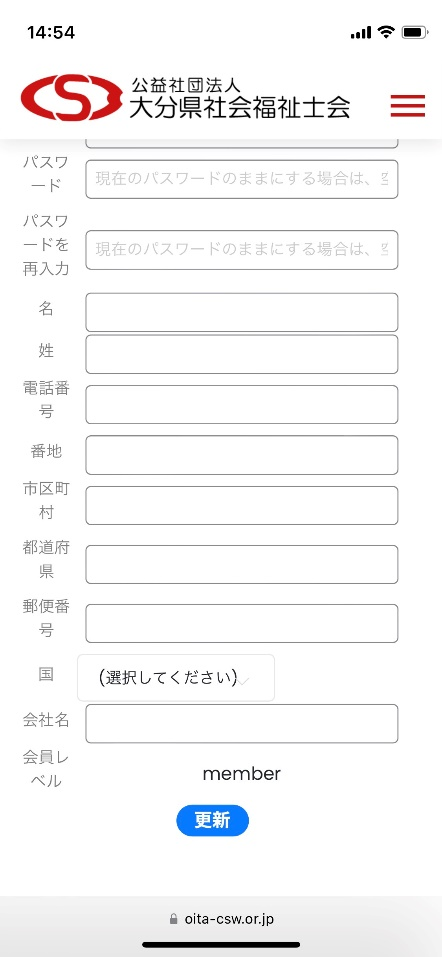 14:54
公益社団法人
大分県社会福祉士会
パスワ
ード
現在のパスワードのままにする場合は、
パスワ
ードを
再入力
現在のパスワードのままにする場合は、
名
姓
電話番
号
番地
市区町
村
都道府
県
郵便番
号
国
(選択してください)
会社名
会員レ
ベル
member
更新
oita-csw.or.jp